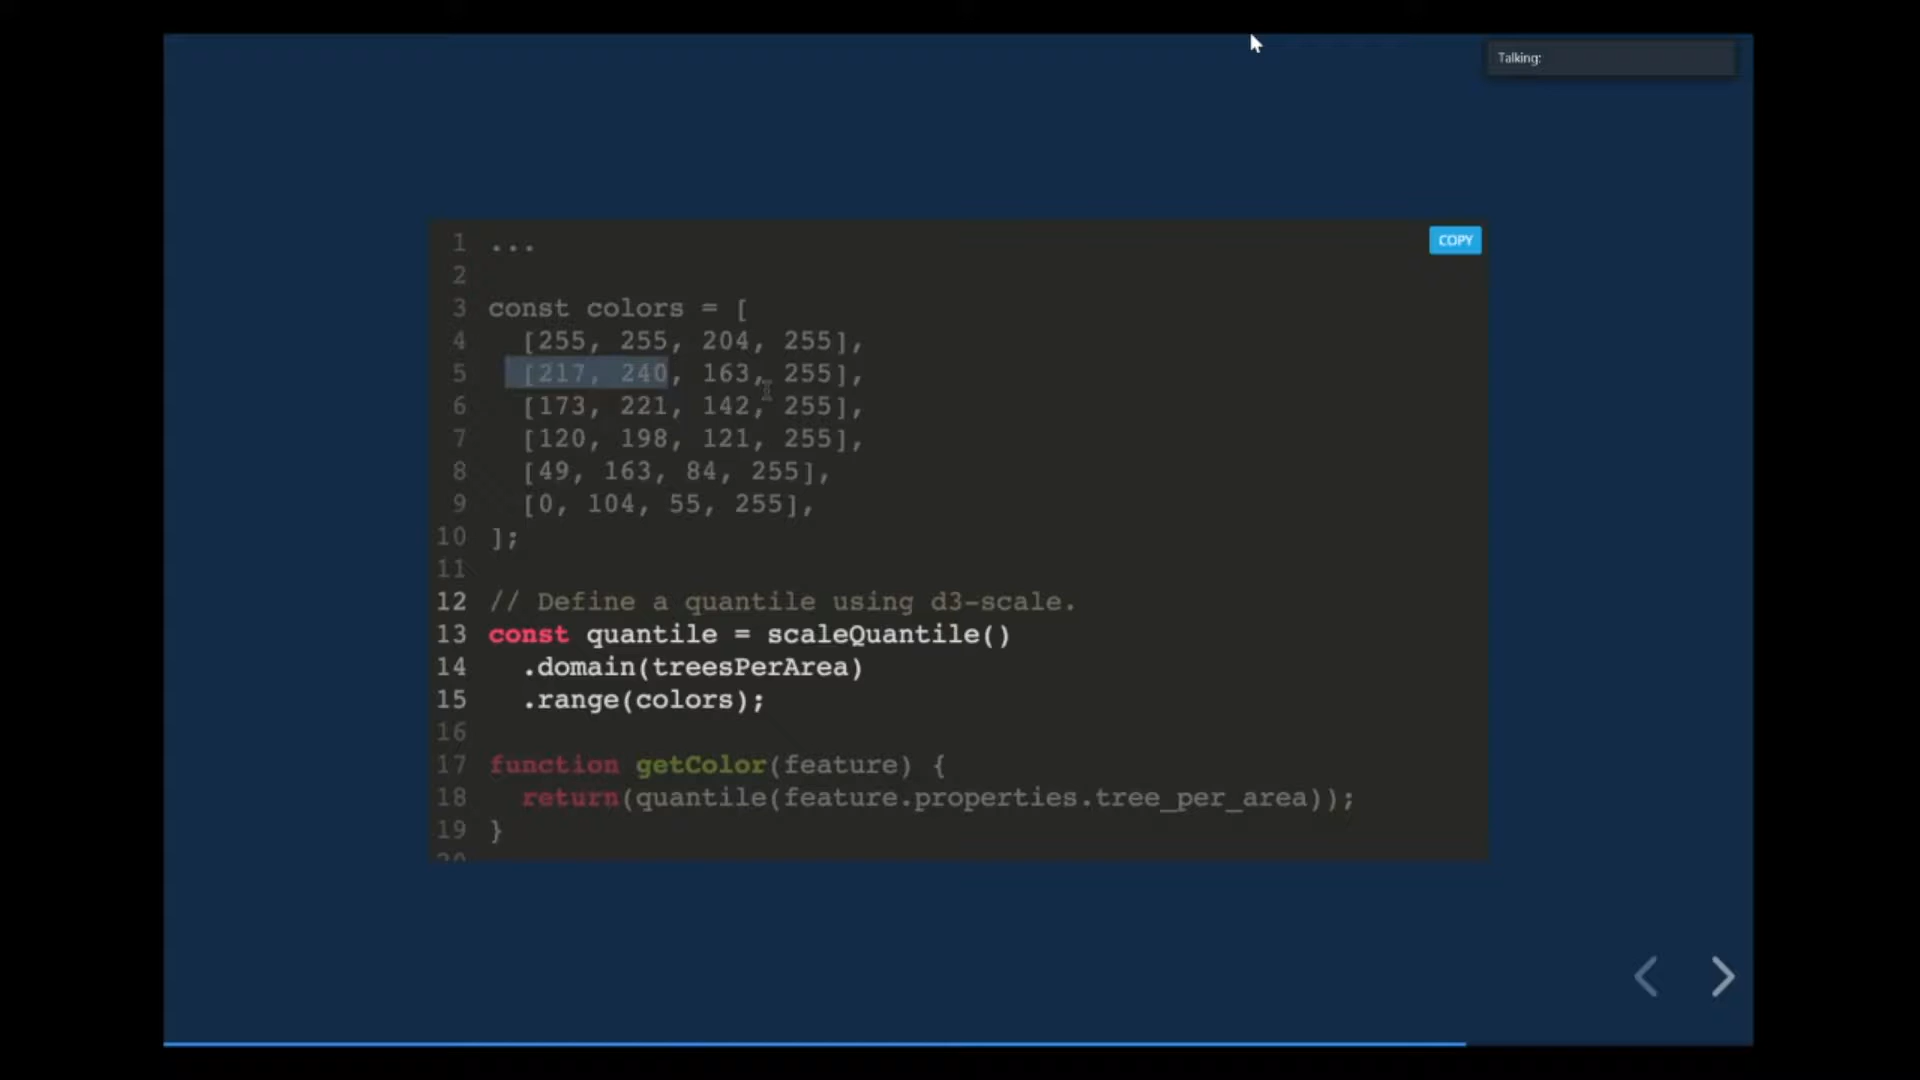 Talking:
COPY
1 ...
2
3 const colors = [
4 [255, 255, 204, 255],
5 [217, 240, 163, 255],
6 [173, 221, 142, 255],
7 [120, 198, 121, 255],
8 [49, 163, 84, 255],
9 [0, 104, 55, 255],
10 ];
11
12 // Define a quantile using d3-scale.
13 const quantile = scaleQuantile()
14 .domain(treesPerArea)
15 .range(colors);
16
17 function getColor(feature) {
18 return(quantile(feature.properties.tree_per_area));
19 }
20